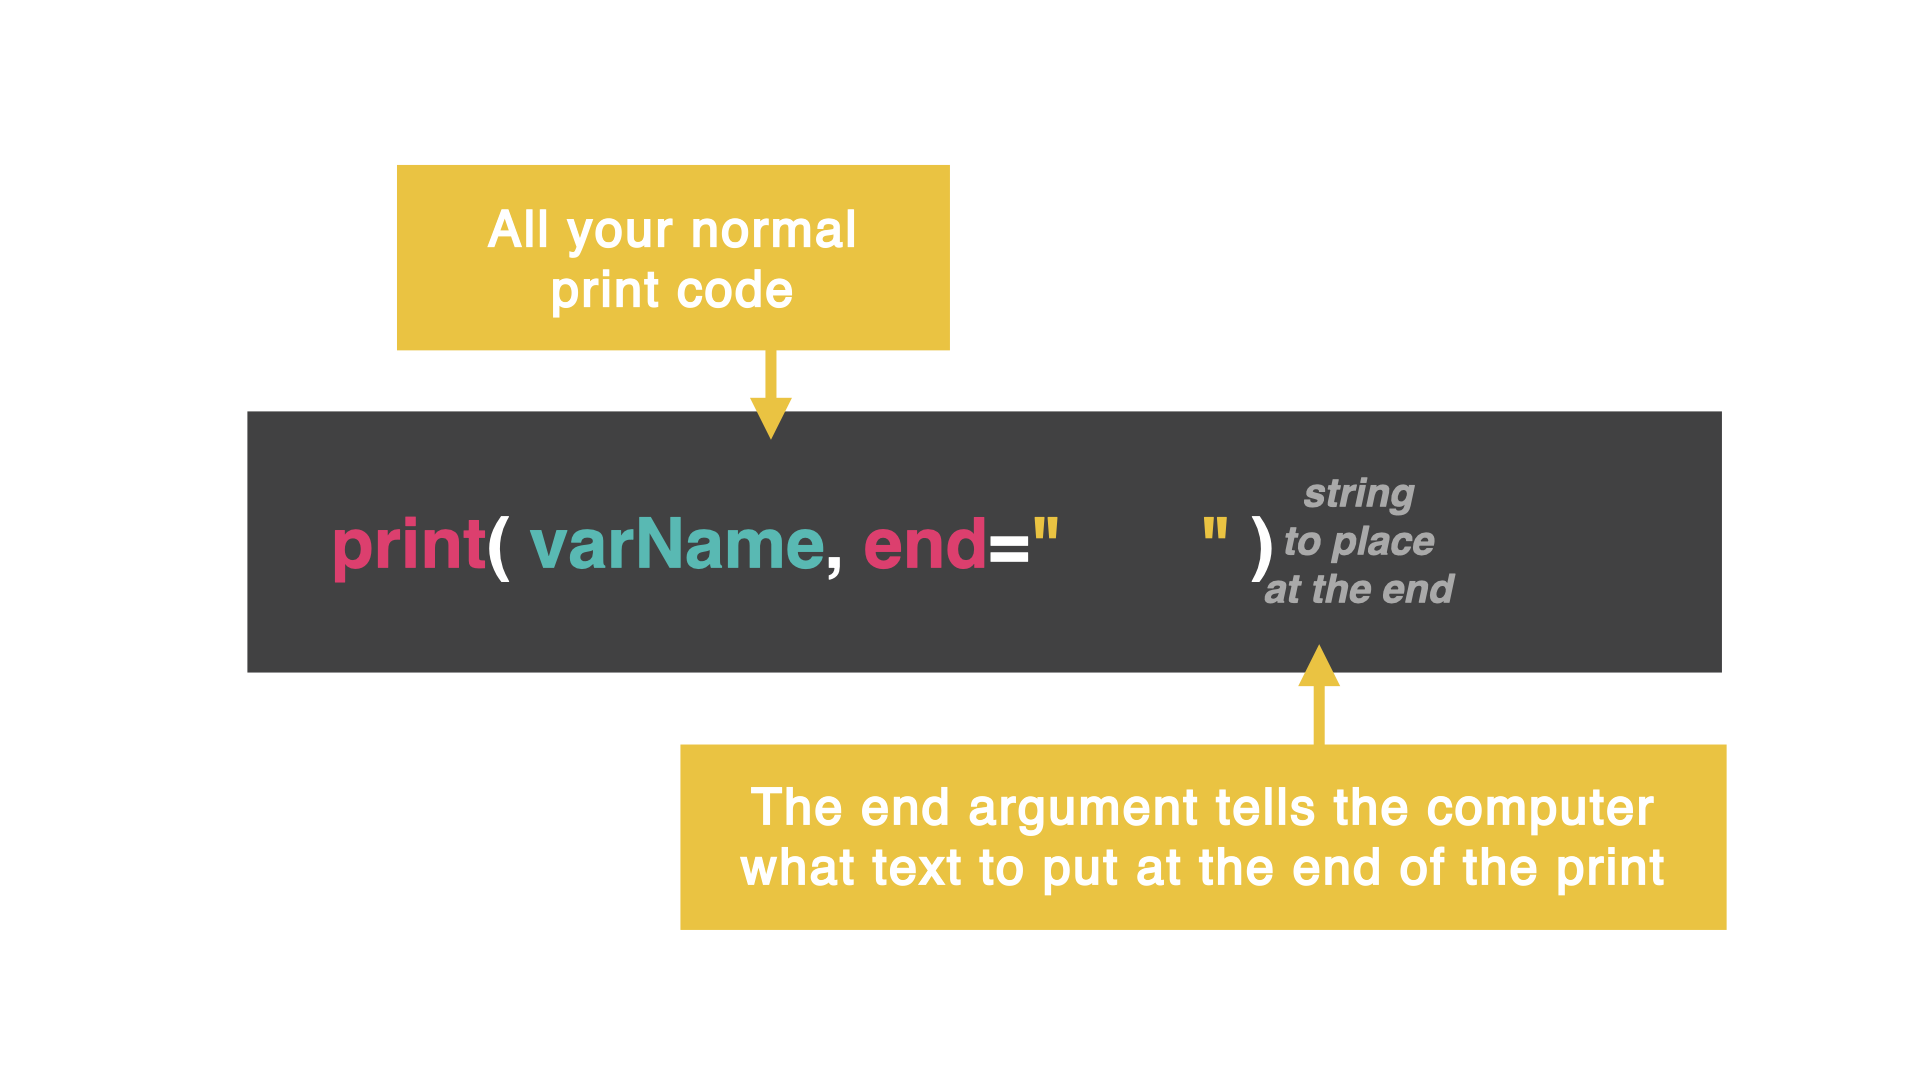 All your normal
print code
print( varName, end="      " )
string
to place
at the end
The end argument tells the computer
what text to put at the end of the print